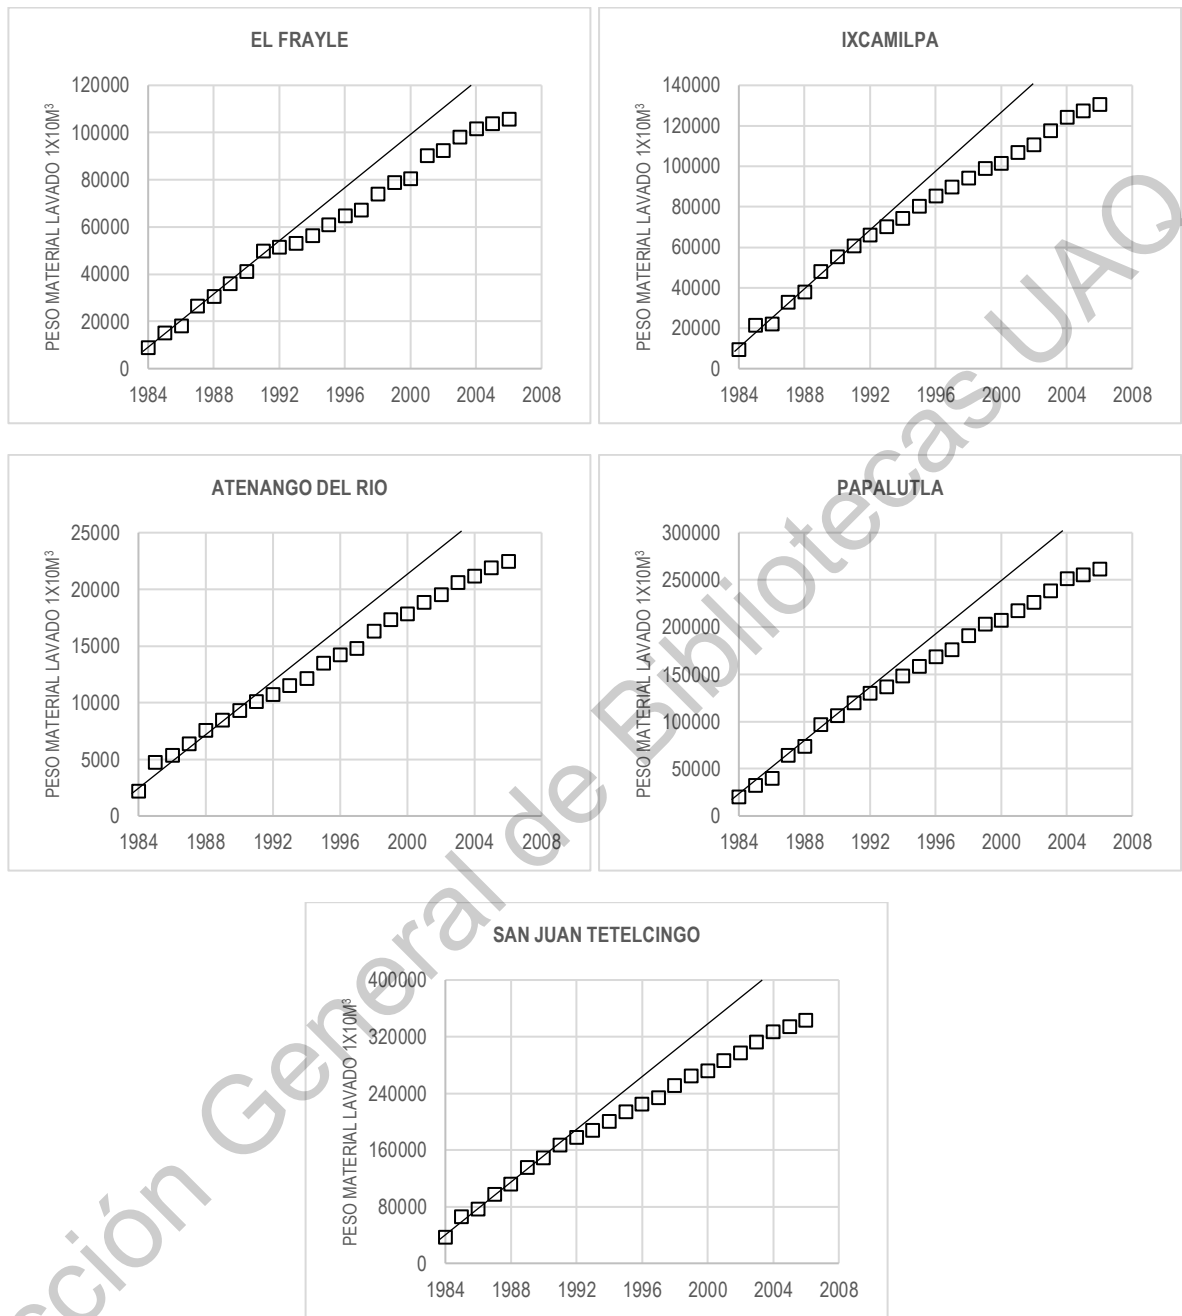 EL FRAYLE
PESO MATERIAL LAVADO 1X10M³
120000
100000
80000
60000
40000
20000
0
1984 1988 1992 1996 2000 2004 2008
IXCAMILPA
PESO MATERIAL LAVADO 1X10M³
140000
120000
100000
80000
60000
40000
20000
0
1984 1988 1992 1996 2000 2004 2008
ATENANGO DEL RIO
PESO MATERIAL LAVADO 1X10M³
25000
20000
15000
10000
5000
0
1984 1988 1992 1996 2000 2004 2008
PAPALUTLA
PESO MATERIAL LAVADO 1X10M³
300000
250000
200000
150000
100000
50000
0
1984 1988 1992 1996 2000 2004 2008
SAN JUAN TETELCINGO
PESO MATERIAL LAVADO 1X10M³
400000
320000
240000
160000
80000
0
1984 1988 1992 1996 2000 2004 2008
cción General de Bibliotecas UAQ